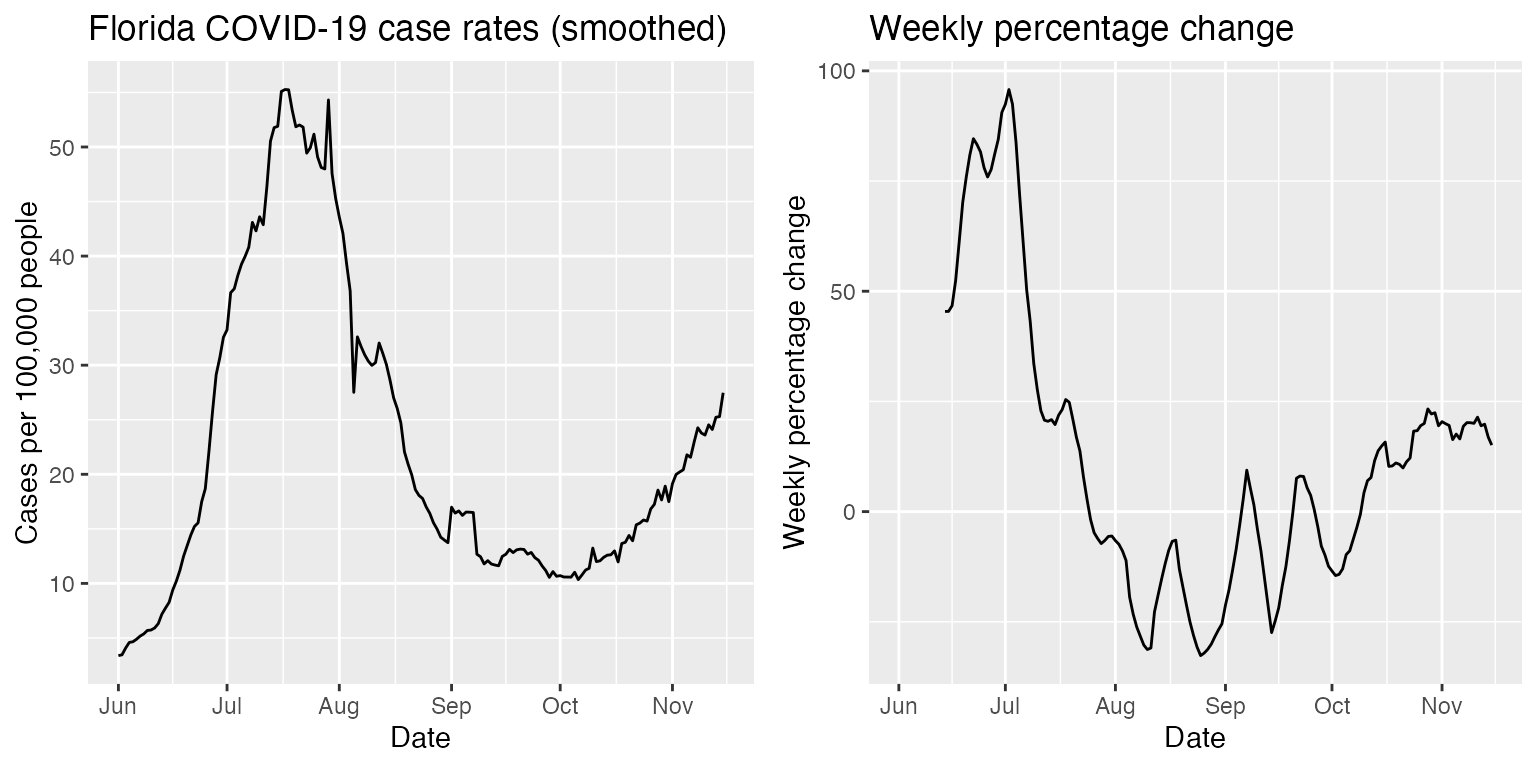 Florida COVID-19 case rates (smoothed)
Cases per 100,000 people
50
40
30
20
10
Jun Jul Aug Sep Oct Nov
Date
Weekly percentage change
Weekly percentage change
100
50
0
Jun Jul Aug Sep Oct Nov
Date